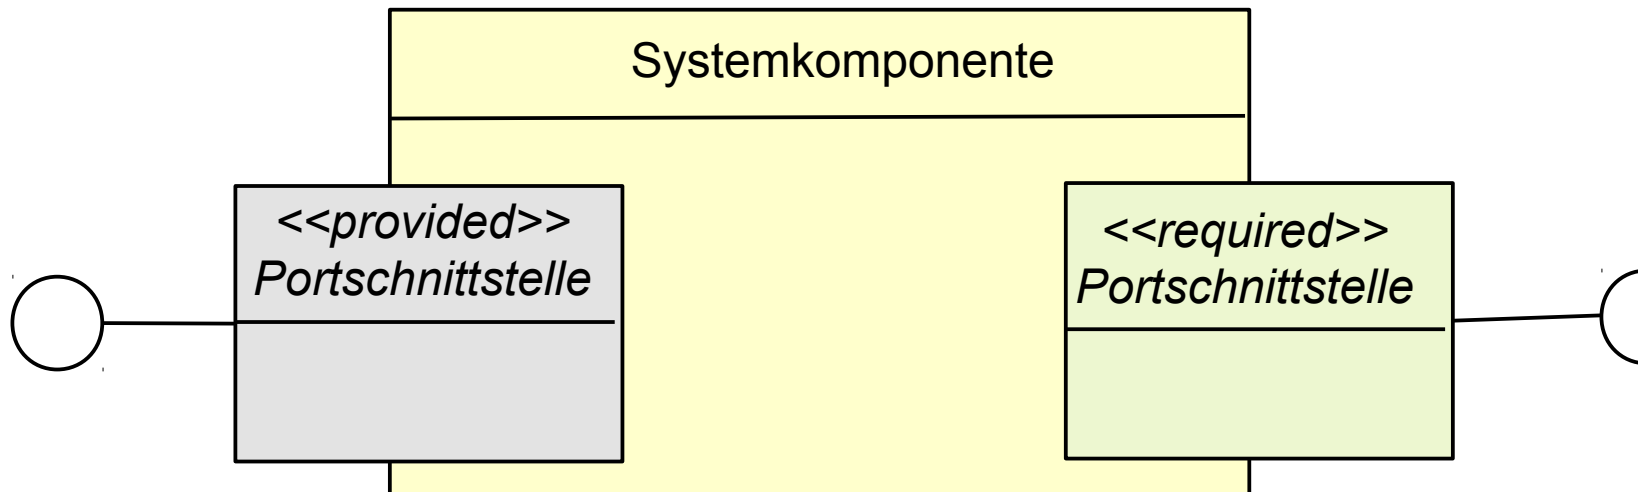 Systemkomponente
<<provided>>
Portschnittstelle
<<required>>
Portschnittstelle